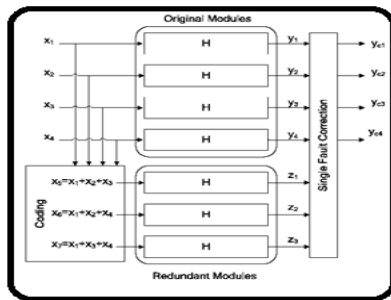 Original Modules
x₁ H y₁ yc1
x₂ H y₂ yc2
x₃ H y₃ yc3
x₄ H y₄ yc4
Single Fault Correction
Coding
x₅=x₁+x₂+x₃ H z₁
x₆=x₁+x₂+x₄ H z₂
x₇=x₁+x₃+x₄ H z₃
Redundant Modules